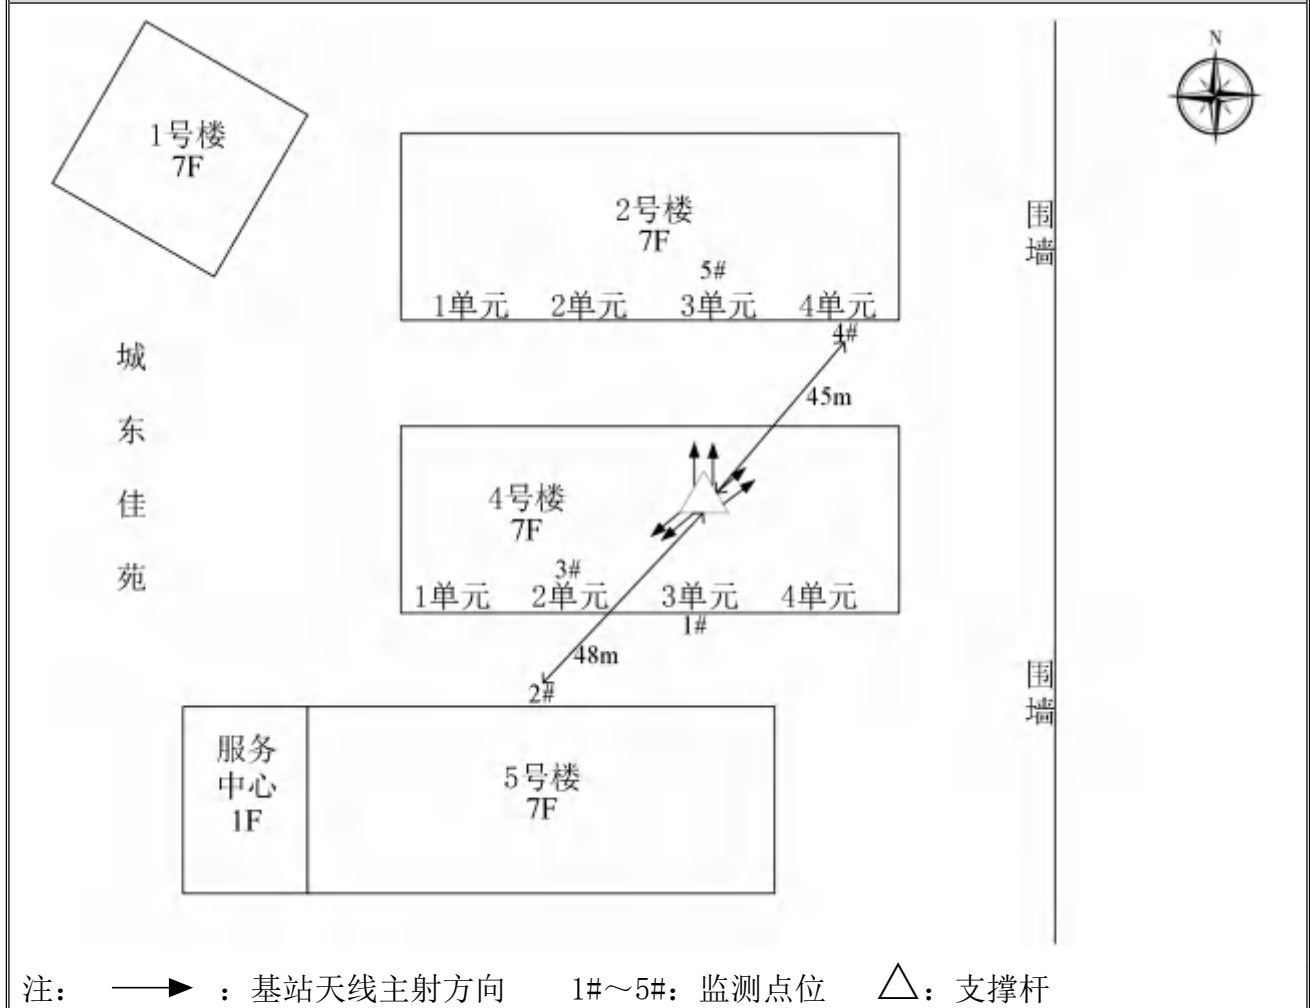 N
1号楼
7F
2号楼
7F
5#
1单元 2单元 3单元 4单元
4#
围墙
城东佳苑
45m
4号楼
7F
3#
1单元 2单元 3单元 4单元
1#
48m
2#
围墙
服务
中心
1F
5号楼
7F
注： ：基站天线主射方向 1#～5#：监测点位 △：支撑杆